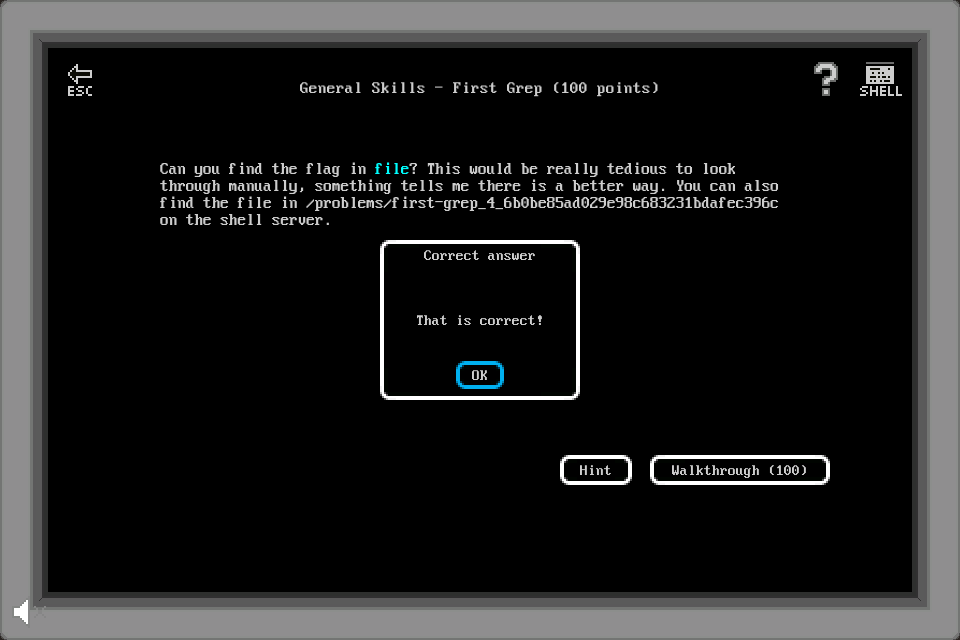 ESC
General Skills - First Grep (100 points)
?
SHELL
Can you find the flag in file? This would be really tedious to look
through manually, something tells me there is a better way. You can also
find the file in /problems/first-grep_4_6b0be85ad029e98c683231bdafec396c
on the shell server.
Correct answer
That is correct!
OK
Hint
Walkthrough (100)